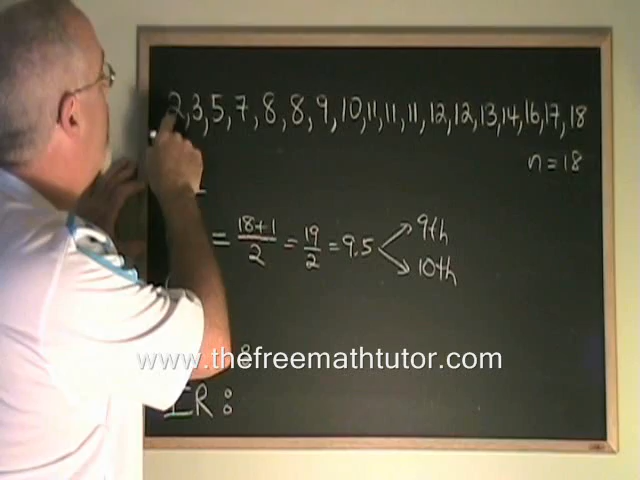 2,3,5,7,8,8,9,10,11,11,11,12,12,13,14,16,17,18
n=18
= 18+1/2 = 19/2 = 9.5 9th
10th
8
www.thefreemathtutor.com
IR: